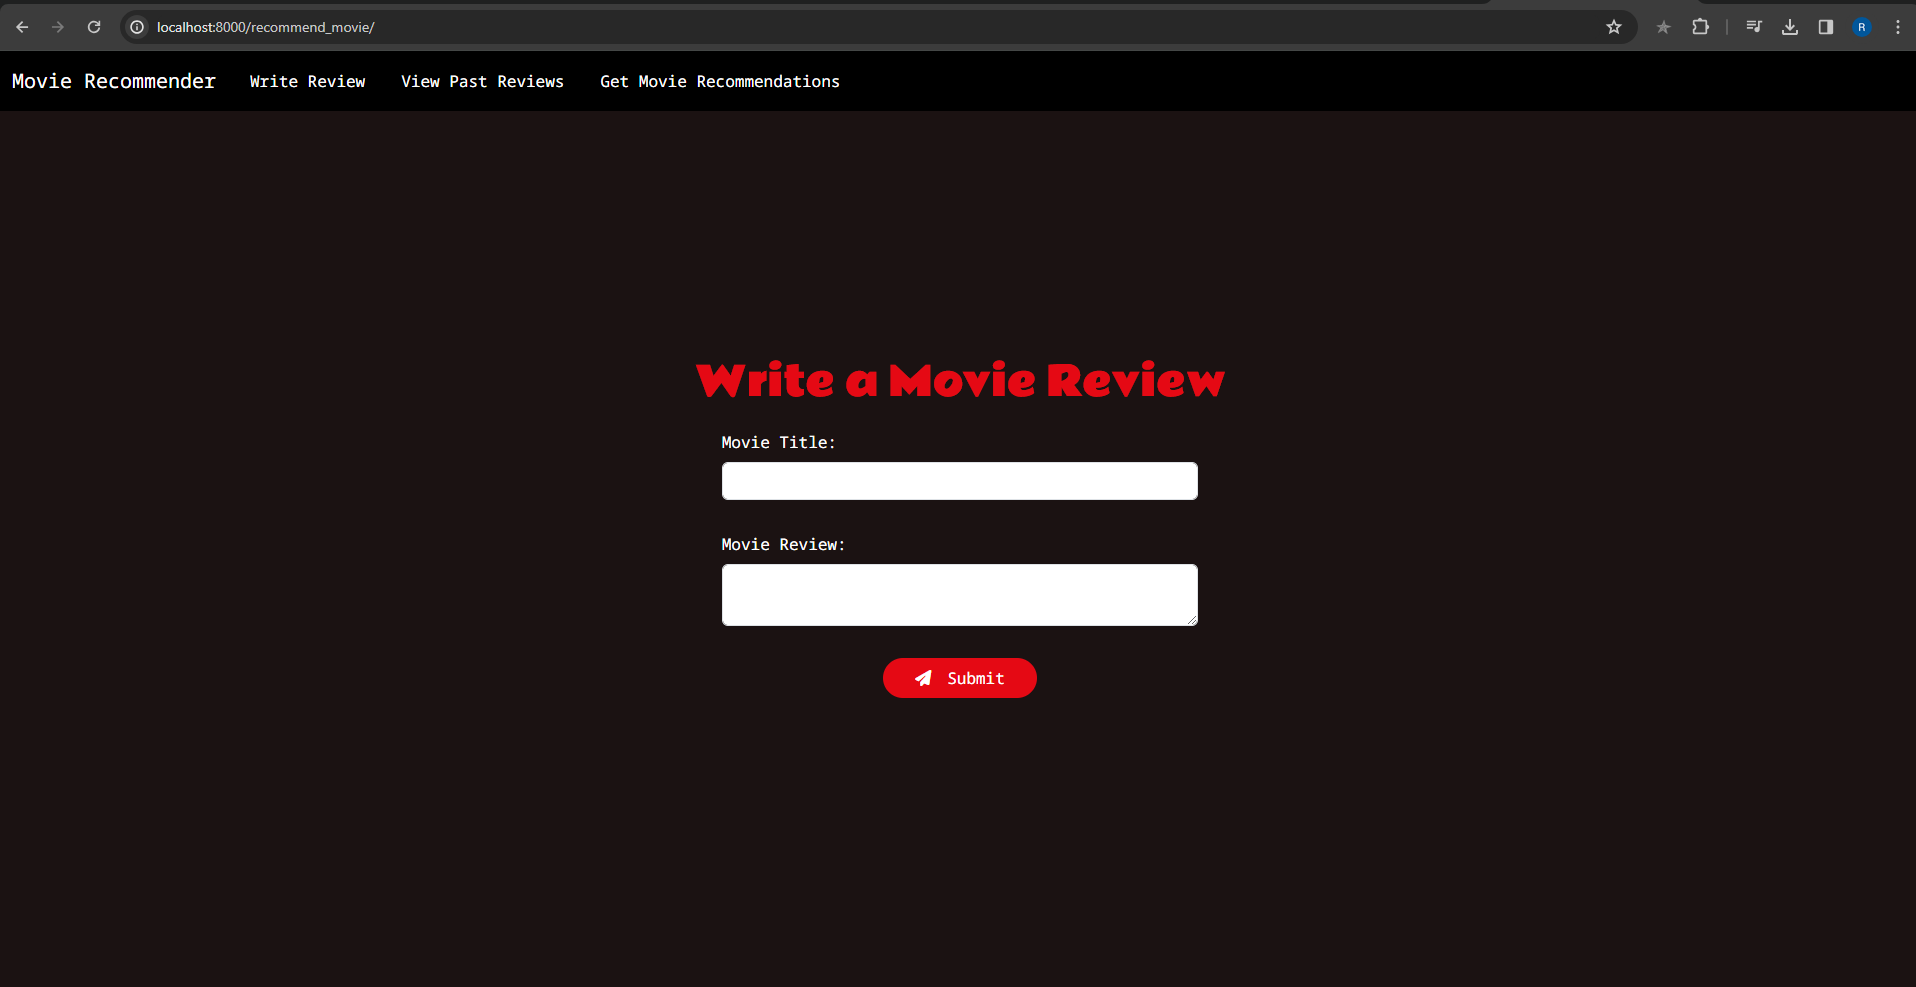 localhost:8000/recommend_movie/
R
Movie Recommender Write Review View Past Reviews Get Movie Recommendations
Write a Movie Review
Movie Title:
Movie Review:
Submit